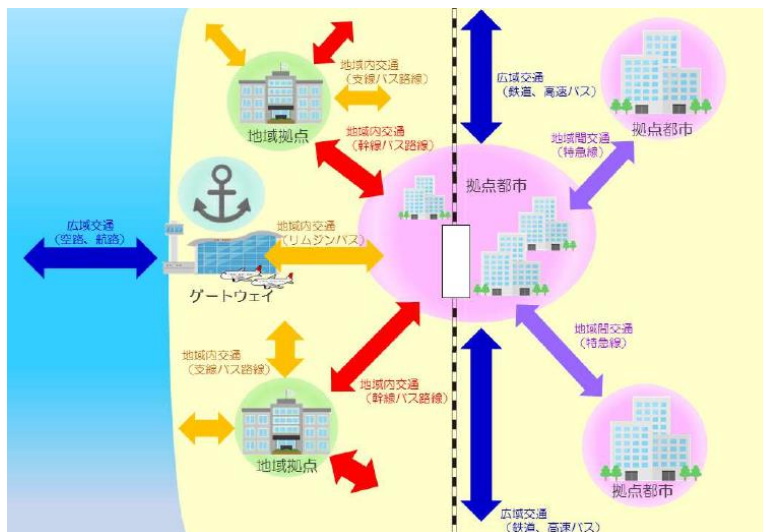 地域内交通
（支線バス路線）
地域拠点
地域内交通
（幹線バス路線）
広域交通
（鉄道、高速バス）
拠点都市
地域間交通
（特急線）
拠点都市
広域交通
（空路、航路）
地域内交通
（リムジンバス）
ゲートウェイ
地域間交通
（特急線）
地域内交通
（支線バス路線）
地域内交通
（幹線バス路線）
地域拠点
拠点都市
広域交通
（鉄道、高速バス）